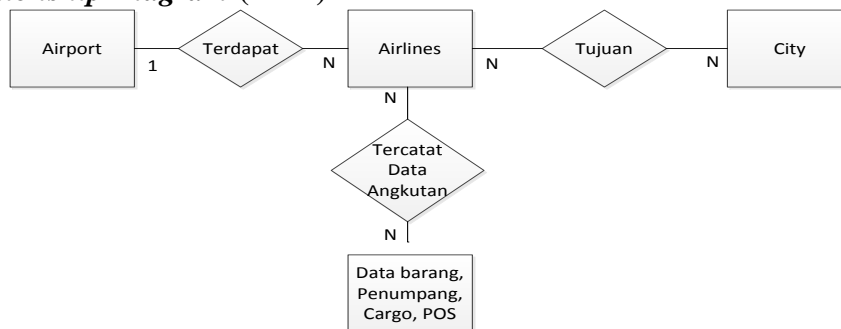 Airport
Terdapat
Airlines
Tujuan
City
1
N
N
N
N
Tercatat
Data
Angkutan
N
Data barang,
Penumpang,
Cargo, POS